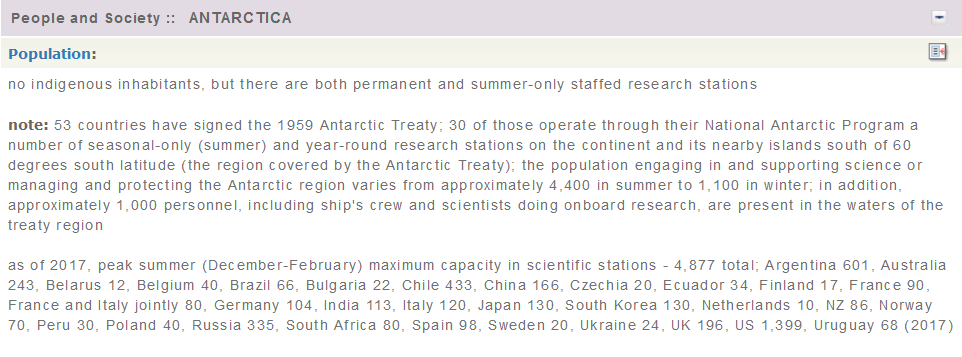 People and Society :: ANTARCTICA
Population:
no indigenous inhabitants, but there are both permanent and summer-only staffed research stations
note: 53 countries have signed the 1959 Antarctic Treaty; 30 of those operate through their National Antarctic Program a
number of seasonal-only (summer) and year-round research stations on the continent and its nearby islands south of 60
degrees south latitude (the region covered by the Antarctic Treaty); the population engaging in and supporting science or
managing and protecting the Antarctic region varies from approximately 4,400 in summer to 1,100 in winter; in addition,
approximately 1,000 personnel, including ship's crew and scientists doing onboard research, are present in the waters of the
treaty region
as of 2017, peak summer (December-February) maximum capacity in scientific stations - 4,877 total; Argentina 601, Australia
243, Belarus 12, Belgium 40, Brazil 66, Bulgaria 22, Chile 433, China 166, Czechia 20, Ecuador 34, Finland 17, France 90,
France and Italy jointly 80, Germany 104, India 113, Italy 120, Japan 130, South Korea 130, Netherlands 10, NZ 86, Norway
70, Peru 30, Poland 40, Russia 335, South Africa 80, Spain 98, Sweden 20, Ukraine 24, UK 196, US 1,399, Uruguay 68 (2017)